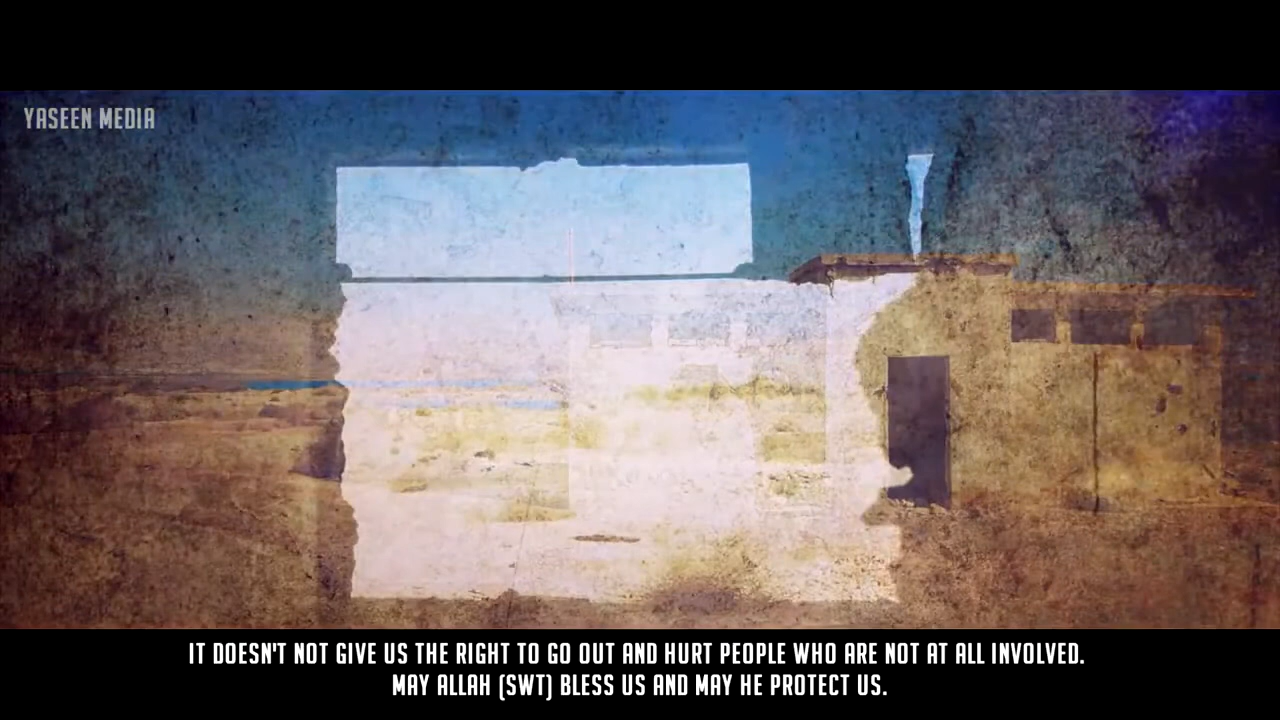 YASEEN MEDIA
IT DOESN'T NOT GIVE US THE RIGHT TO GO OUT AND HURT PEOPLE WHO ARE NOT AT ALL INVOLVED.
MAY ALLAH (SWT) BLESS US AND MAY HE PROTECT US.